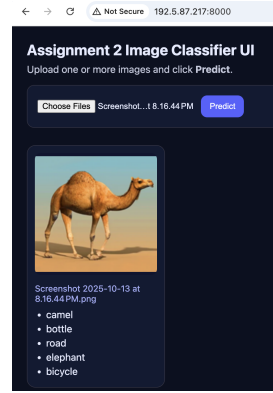 Not Secure 192.5.87.217:8000
Assignment 2 Image Classifier UI
Upload one or more images and click Predict.
Choose Files Screenshot...t 8.16.44 PM Predict
Screenshot 2025-10-13 at
8.16.44 PM.png
• camel
• bottle
• road
• elephant
• bicycle